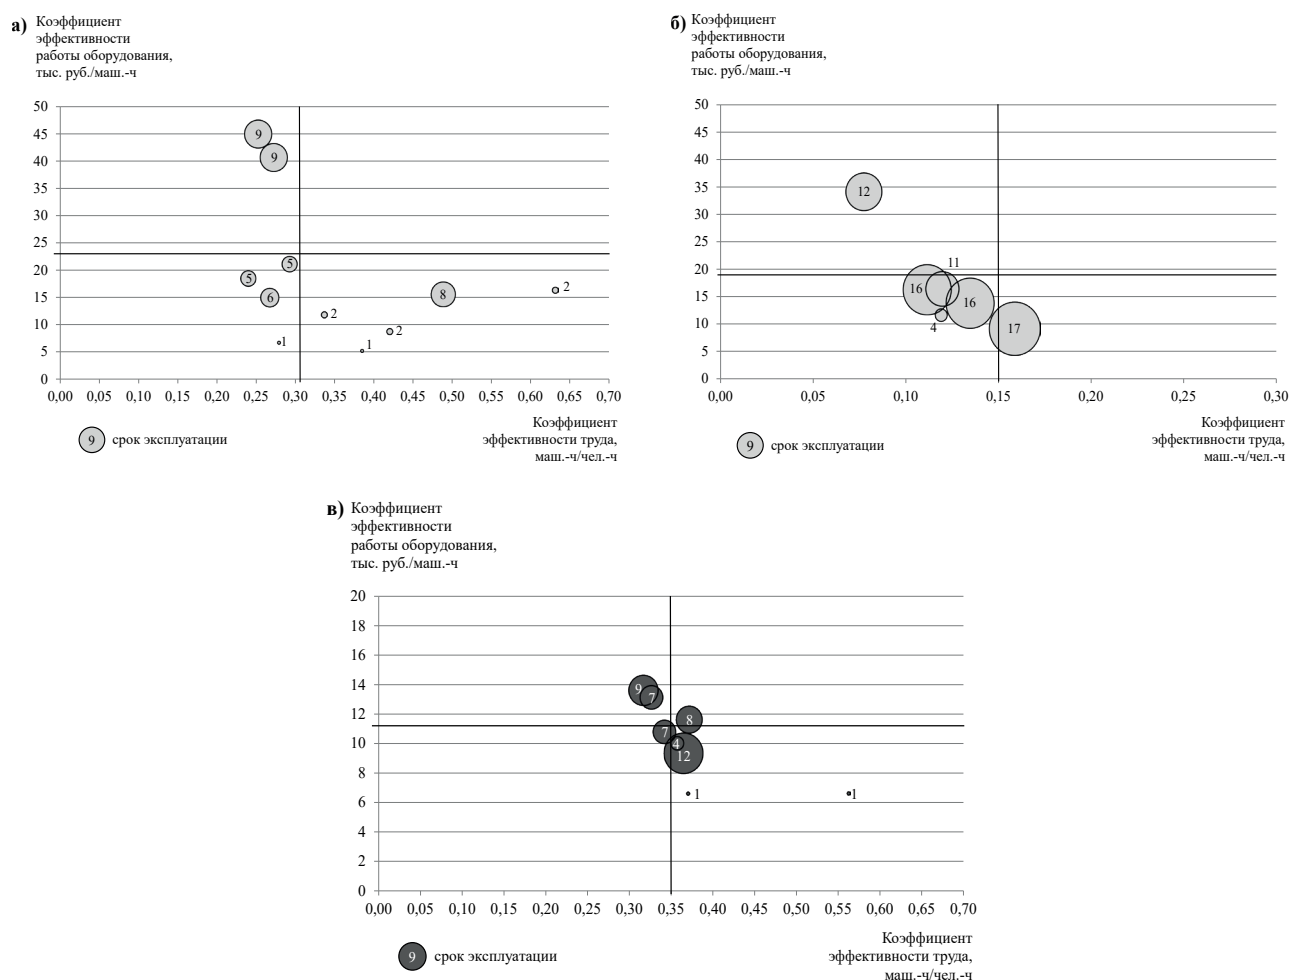 а) Коэффициент
эффективности
работы оборудования,
тыс. руб./маш.-ч
50
45
40
35
30
25
20
15
10
5
0
9
9
5
5
6
8
2
2
2
1
1
0,00 0,05 0,10 0,15 0,20 0,25 0,30 0,35 0,40 0,45 0,50 0,55 0,60 0,65 0,70
Коэффициент
эффективности труда,
маш.-ч/чел.-ч
9 срок эксплуатации
б) Коэффициент
эффективности
работы оборудования,
тыс. руб./маш.-ч
50
45
40
35
30
25
20
15
10
5
0
12
11
16
16
4
17
0,00 0,05 0,10 0,15 0,20 0,25 0,30
Коэффициент
эффективности труда,
маш.-ч/чел.-ч
9 срок эксплуатации
в) Коэффициент
эффективности
работы оборудования,
тыс. руб./маш.-ч
20
18
16
14
12
10
8
6
4
2
0
9
7
8
7
4
12
1
1
0,00 0,05 0,10 0,15 0,20 0,25 0,30 0,35 0,40 0,45 0,50 0,55 0,60 0,65 0,70
Коэффициент
эффективности труда,
маш.-ч/чел.-ч
9 срок эксплуатации